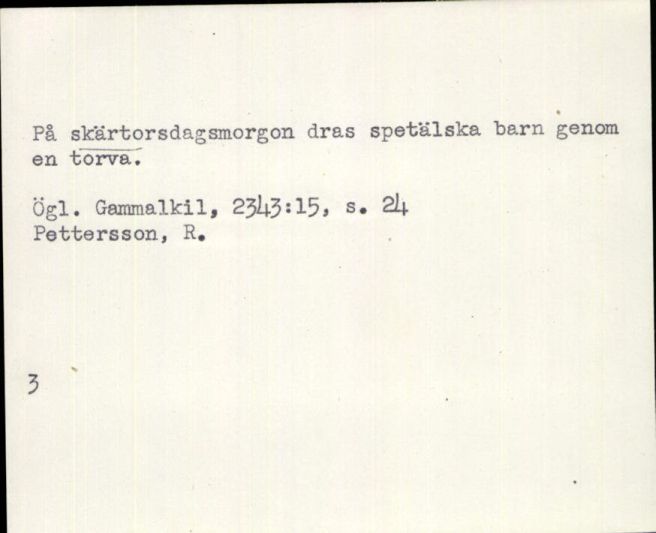 På skärtorsdagsmorgon dras spetälska barn genom
en torva.
Ögl. Gammalkil, 2343:15, s. 24
Pettersson, R.
3